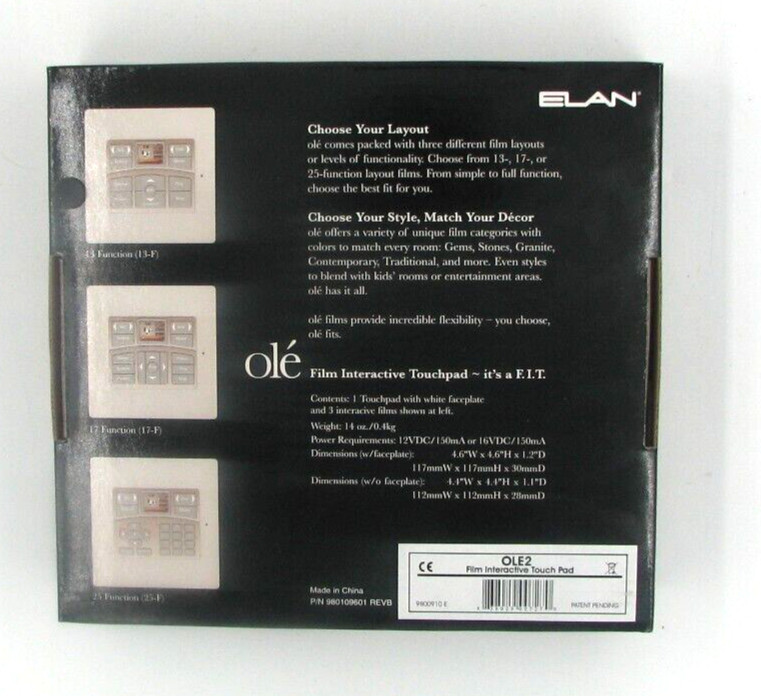 ELAN
Choose Your Layout
olé comes packed with three different film layouts
or levels of functionality. Choose from 13-, 17-, or
25-function layout films. From simple to full function,
choose the best fit for you.
13 Function (13-F)
Choose Your Style, Match Your Décor
olé offers a variety of unique film categories with
colors to match every room: Gems, Stones, Granite,
Contemporary, Traditional, and more. Even styles
to blend with kids' rooms or entertainment areas.
olé has it all.
olé films provide incredible flexibility – you choose,
olé fits.
17 Function (17-F)
olé Film Interactive Touchpad ~ it's a F.I.T.
Contents: 1 Touchpad with white faceplate
and 3 interacive films shown at left.
Weight: 14 oz./0.4kg
Power Requirements: 12VDC/150mA or 16VDC/150mA
Dimensions (w/faceplate): 4.6"W x 4.6"H x 1.2"D
117mmW x 117mmH x 30mmD
Dimensions (w/o faceplate): 4.4"W x 4.4"H x 1.1"D
112mmW x 112mmH x 28mmD
25 Function (25-F)
Made in China
P/N 980109601 REVB
CE
OLE2
Film Interactive Touch Pad
9800910 E
PATENT PENDING